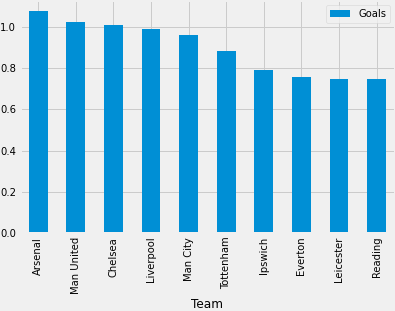 Goals
1.0
0.8
0.6
0.4
0.2
0.0
Arsenal
Man United
Chelsea
Liverpool
Man City
Tottenham
Ipswich
Everton
Leicester
Reading
Team